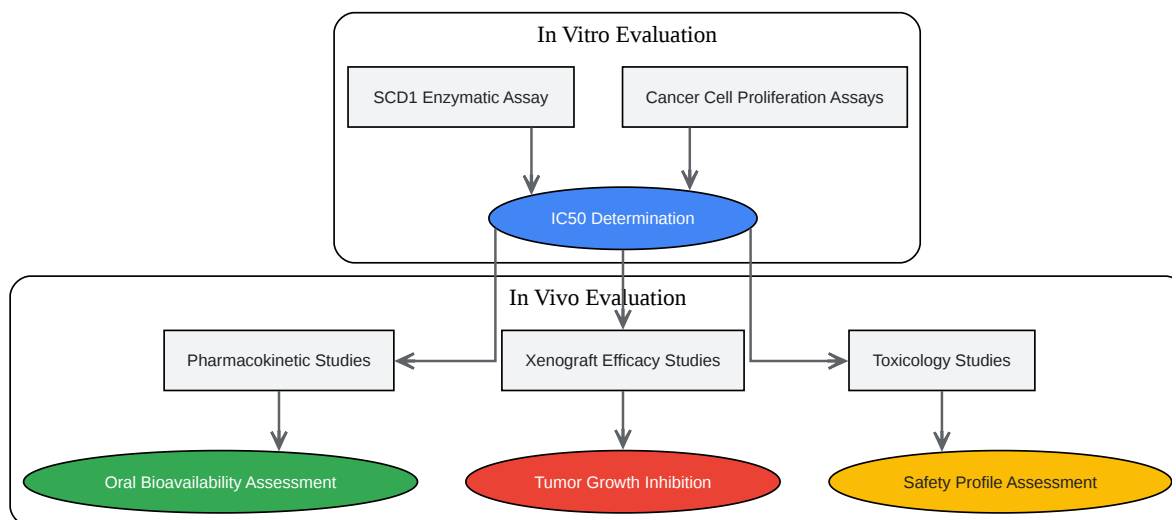 In Vitro Evaluation
SCD1 Enzymatic Assay
Cancer Cell Proliferation Assays
IC50 Determination
In Vivo Evaluation
Pharmacokinetic Studies
Xenograft Efficacy Studies
Toxicology Studies
Oral Bioavailability Assessment
Tumor Growth Inhibition
Safety Profile Assessment